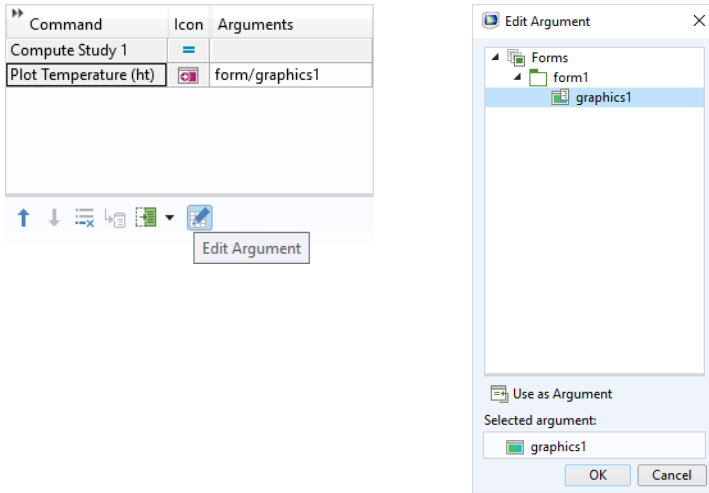 Command Icon Arguments
Compute Study 1
Plot Temperature (ht) form/graphics1
Edit Argument
Edit Argument
Forms
form1
graphics1
Use as Argument
Selected argument:
graphics1
OK Cancel